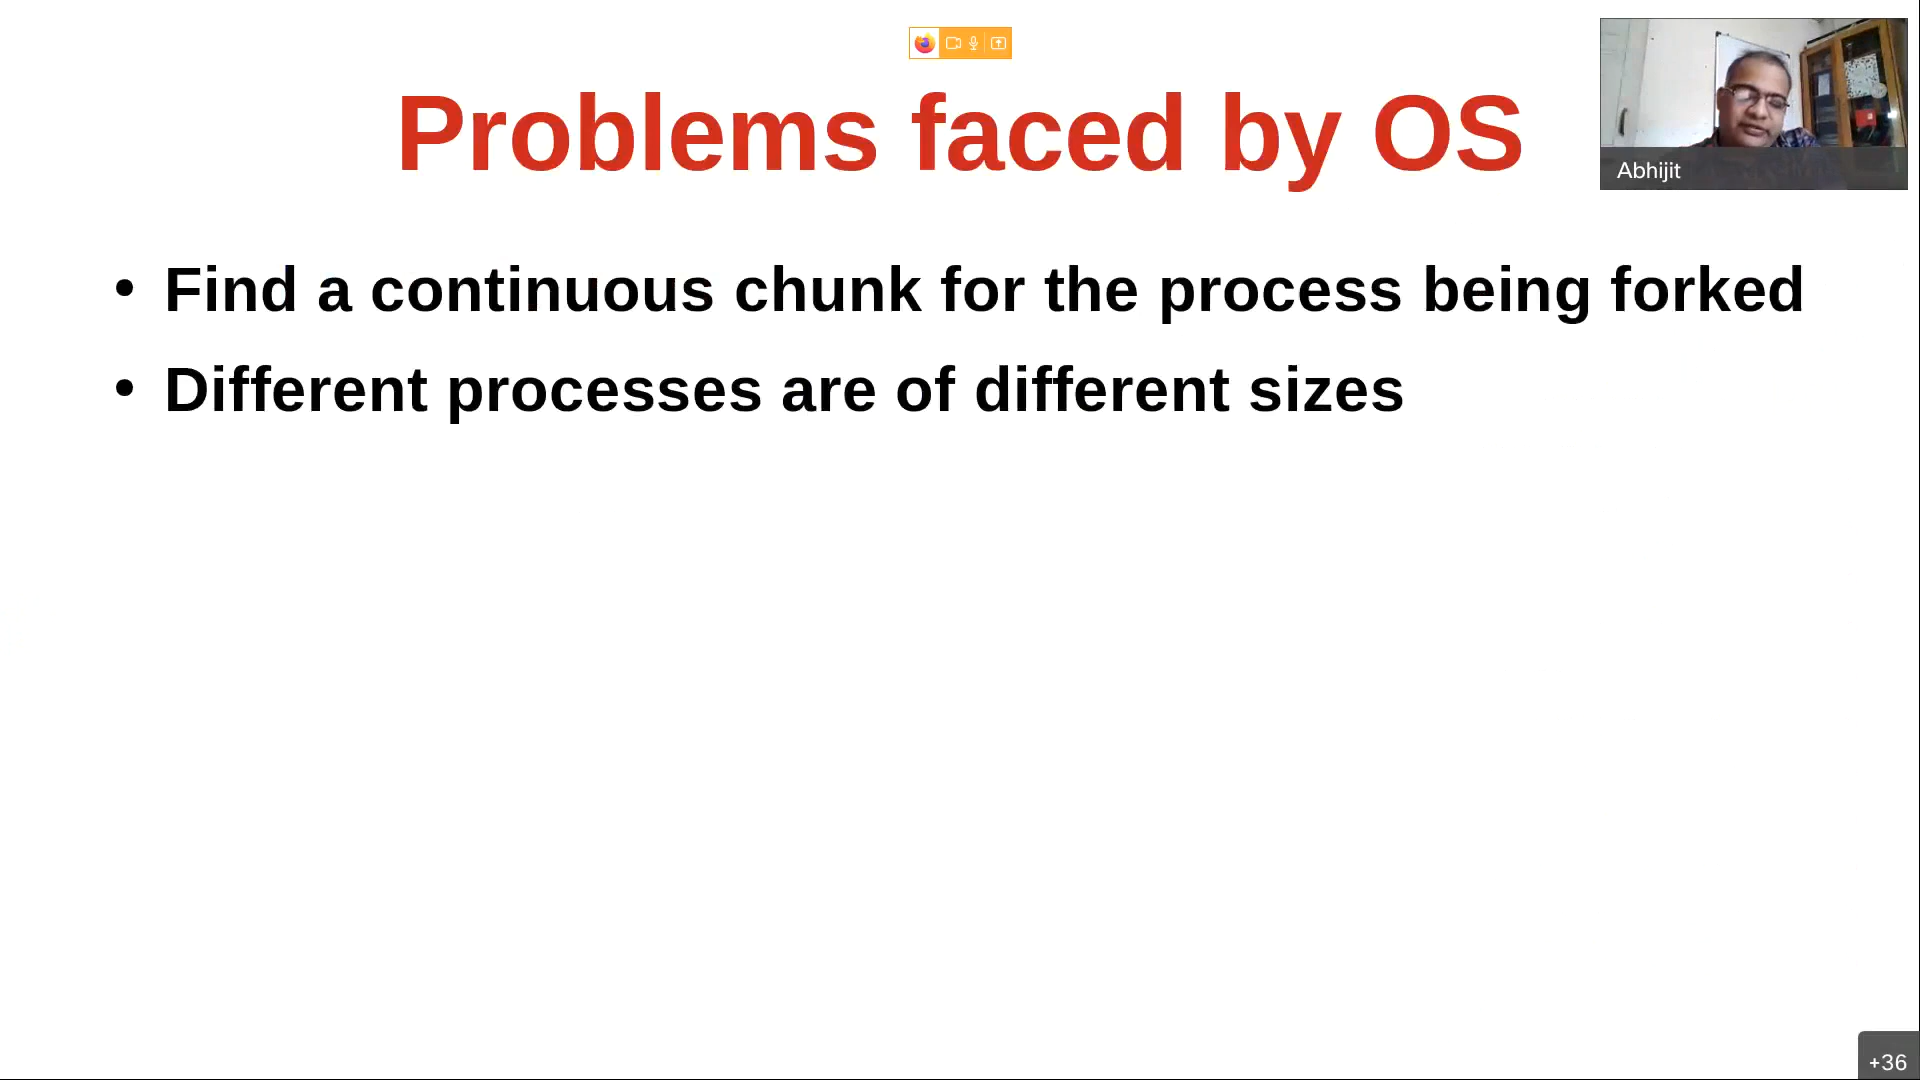 Problems faced by OS
Abhijit
• Find a continuous chunk for the process being forked
• Different processes are of different sizes
+36